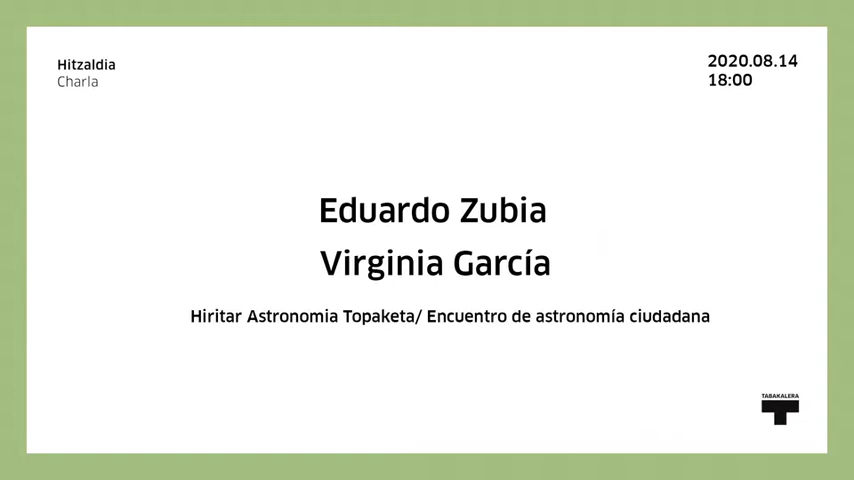 Hitzaldia
Charla
2020.08.14
18:00
Eduardo Zubia
Virginia García
Hiritar Astronomia Topaketa/ Encuentro de astronomía ciudadana
TABAKALERA